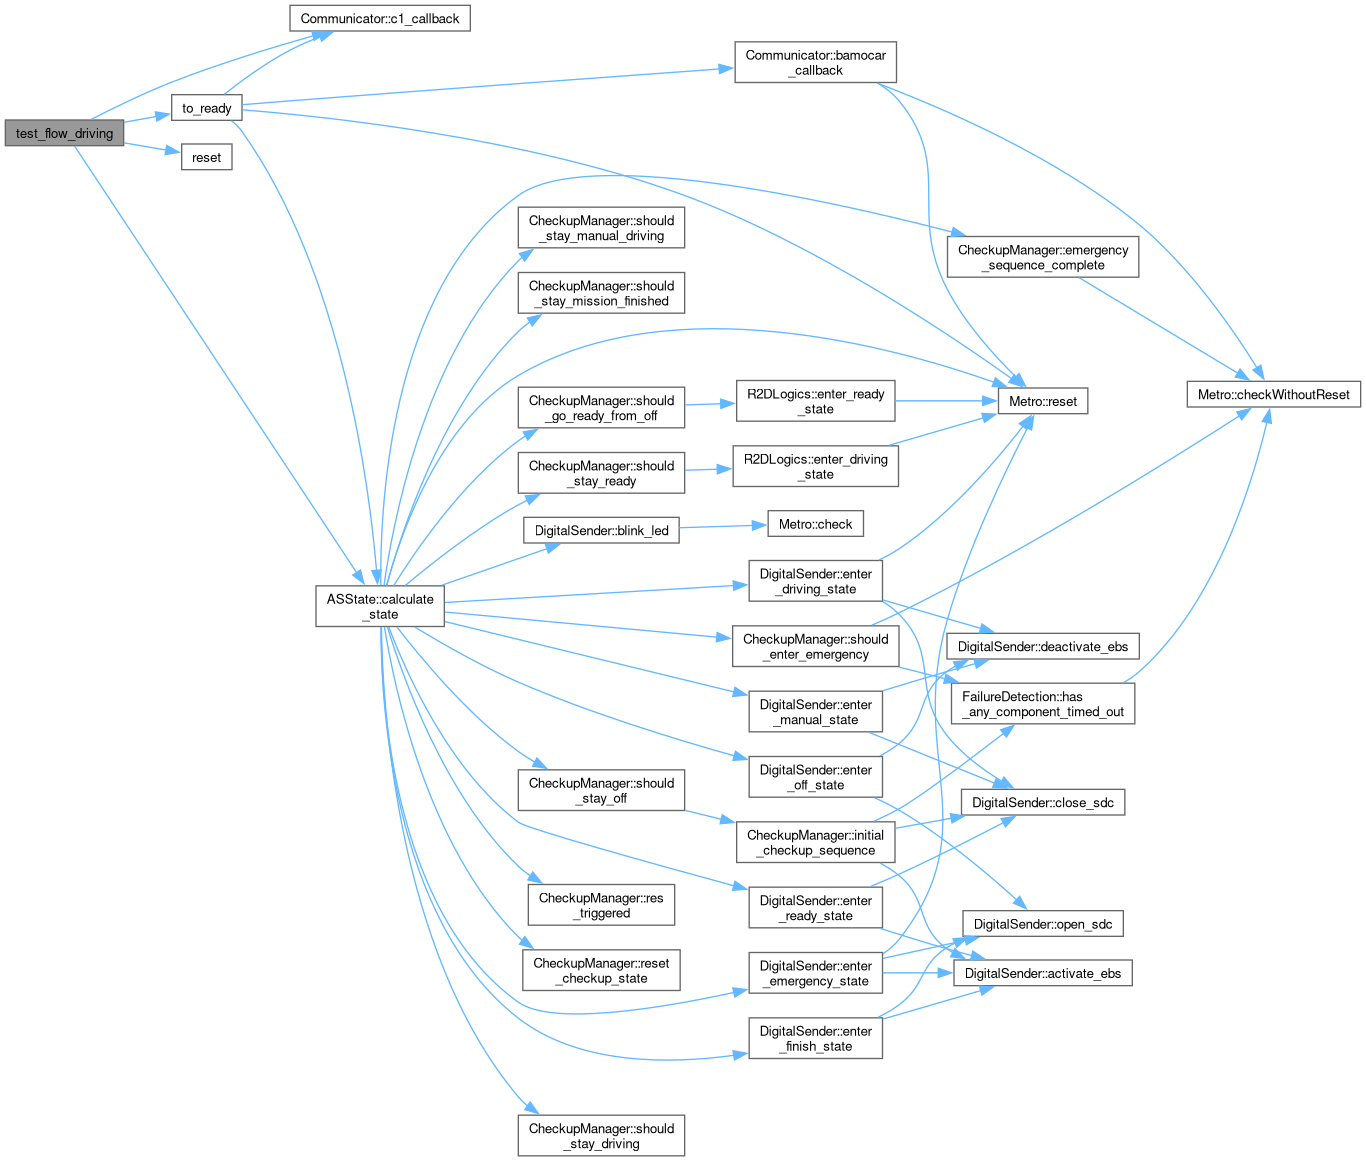 Communicator::c1_callback
Communicator::bamocar
_callback
to_ready
test_flow_driving
reset
CheckupManager::should
_stay_manual_driving
CheckupManager::emergency
_sequence_complete
CheckupManager::should
_stay_mission_finished
CheckupManager::should
_go_ready_from_off
R2DLogics::enter_ready
_state
Metro::reset
Metro::checkWithoutReset
CheckupManager::should
_stay_ready
R2DLogics::enter_driving
_state
DigitalSender::blink_led
Metro::check
ASState::calculate
_state
DigitalSender::enter
_driving_state
CheckupManager::should
_enter_emergency
DigitalSender::deactivate_ebs
DigitalSender::enter
_manual_state
FailureDetection::has
_any_component_timed_out
DigitalSender::enter
_off_state
CheckupManager::should
_stay_off
DigitalSender::close_sdc
CheckupManager::initial
_checkup_sequence
CheckupManager::res
_triggered
DigitalSender::enter
_ready_state
DigitalSender::open_sdc
CheckupManager::reset
_checkup_state
DigitalSender::enter
_emergency_state
DigitalSender::activate_ebs
DigitalSender::enter
_finish_state
CheckupManager::should
_stay_driving